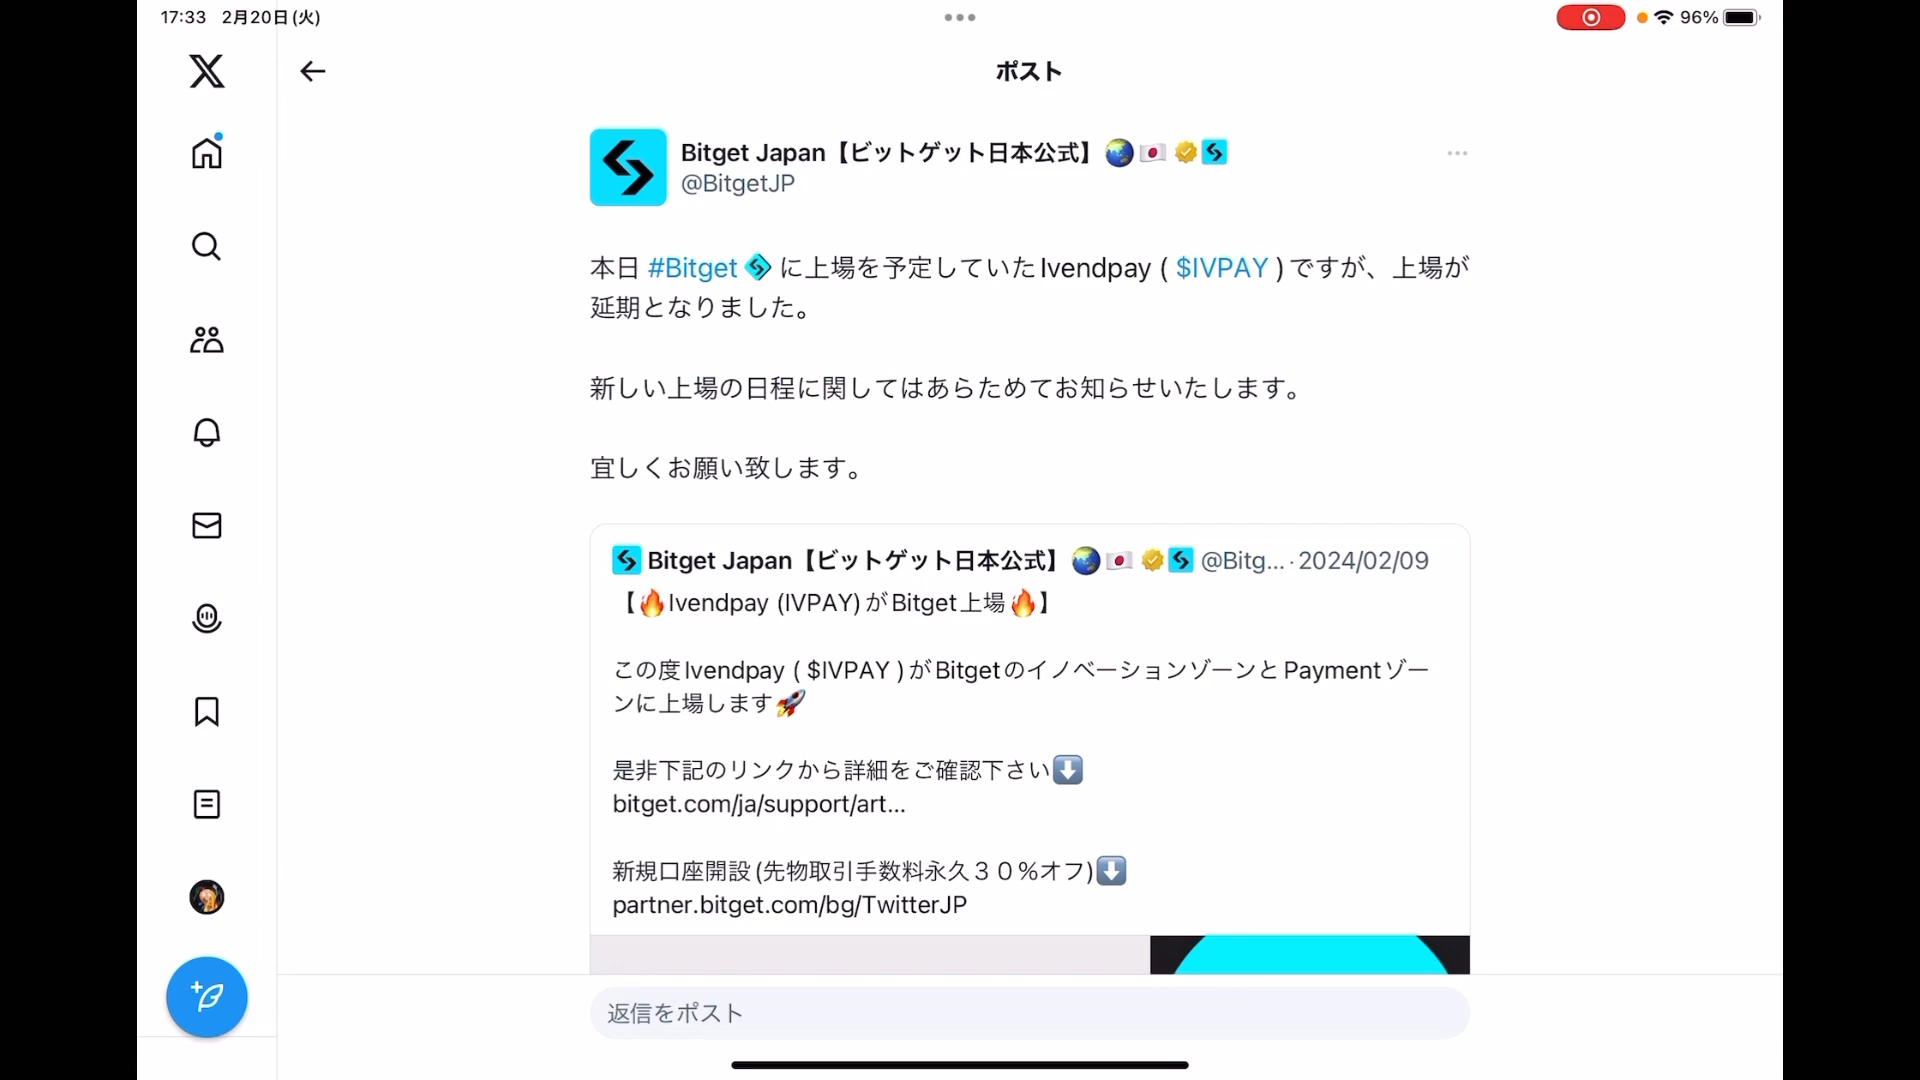 17:33 2月20日(火)
96%
ポスト
Bitget Japan【ビットゲット日本公式】
@BitgetJP
本日 #Bitget に上場を予定していたIvendpay ( $IVPAY )ですが、上場が
延期となりました。
新しい上場の日程に関してはあらためてお知らせいたします。
宜しくお願い致します。
Bitget Japan【ビットゲット日本公式】 @Bitg... · 2024/02/09
【🔥Ivendpay (IVPAY)がBitget上場🔥】
この度Ivendpay ( $IVPAY )がBitgetのイノベーションゾーンとPaymentゾー
ンに上場します🚀
是非下記のリンクから詳細をご確認下さい⬇️
bitget.com/ja/support/art...
新規口座開設(先物取引手数料永久３０％オフ)⬇️
partner.bitget.com/bg/TwitterJP
返信をポスト